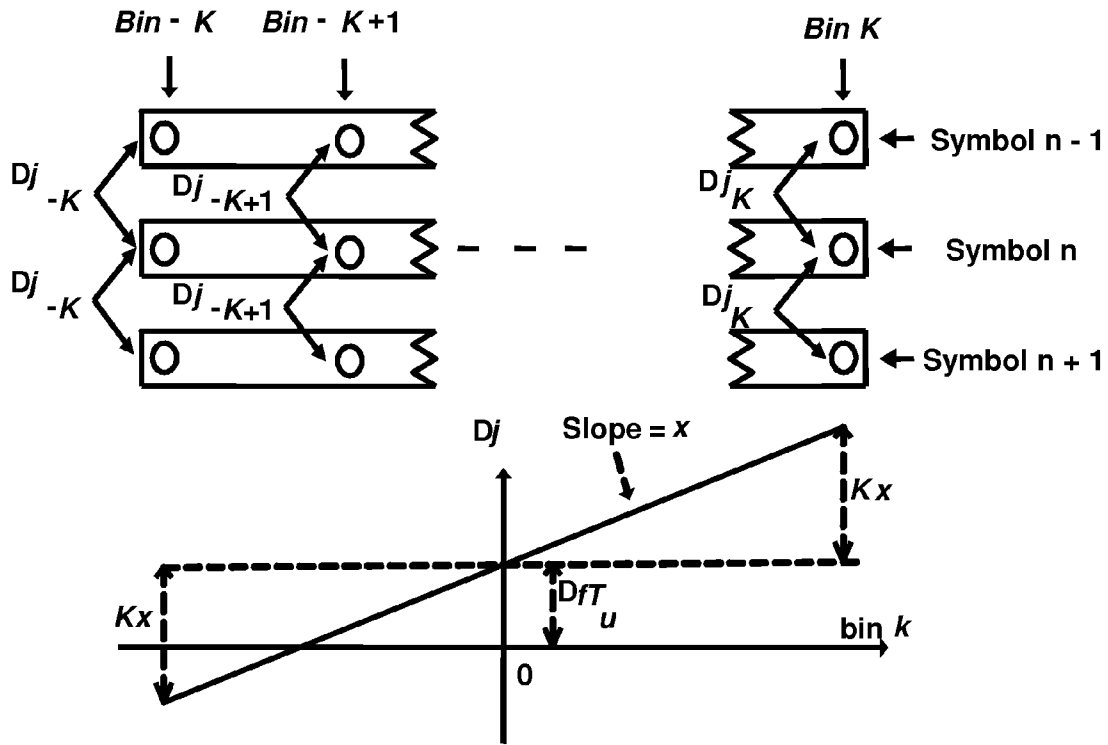 Bin - K Bin - K+1 Bin K
Symbol n - 1
Dj -K Dj -K+1 Dj K
Symbol n
Dj -K Dj -K+1 Dj K
Symbol n + 1
Dj Slope = x
Kx
Kx DfT u
bin k
0